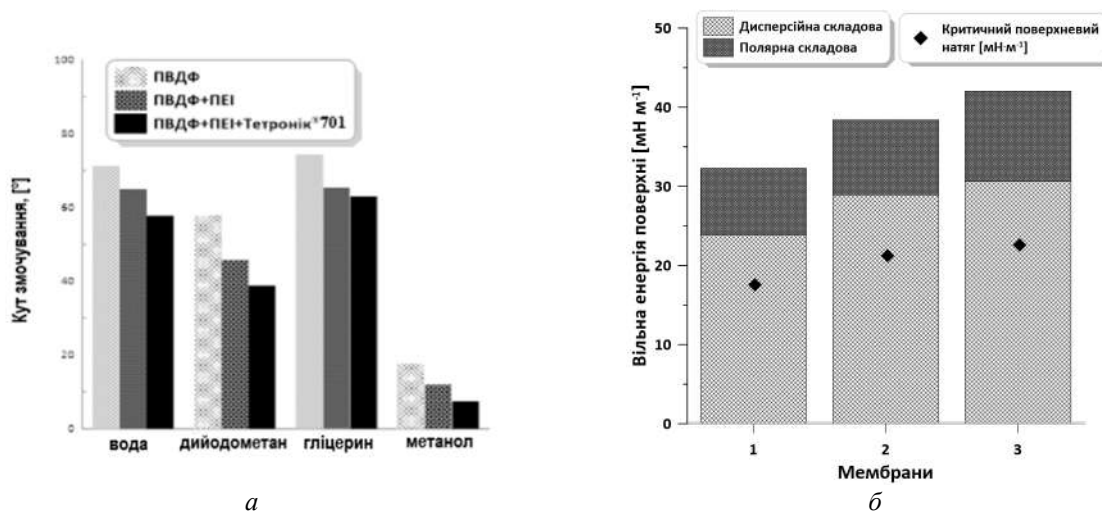 100
80
60
40
20
0
Кут змочування, [°]
ПВДФ
ПВДФ+ПЕІ
ПВДФ+ПЕІ+Тетронік®701
вода дийодометан гліцерин метанол
а
50
40
30
20
10
0
Вільна енергія поверхні [мН м⁻¹]
Дисперсійна складова
Полярна складова
Критичний поверхневий
натяг [мН·м⁻¹]
1 2 3
Мембрани
б